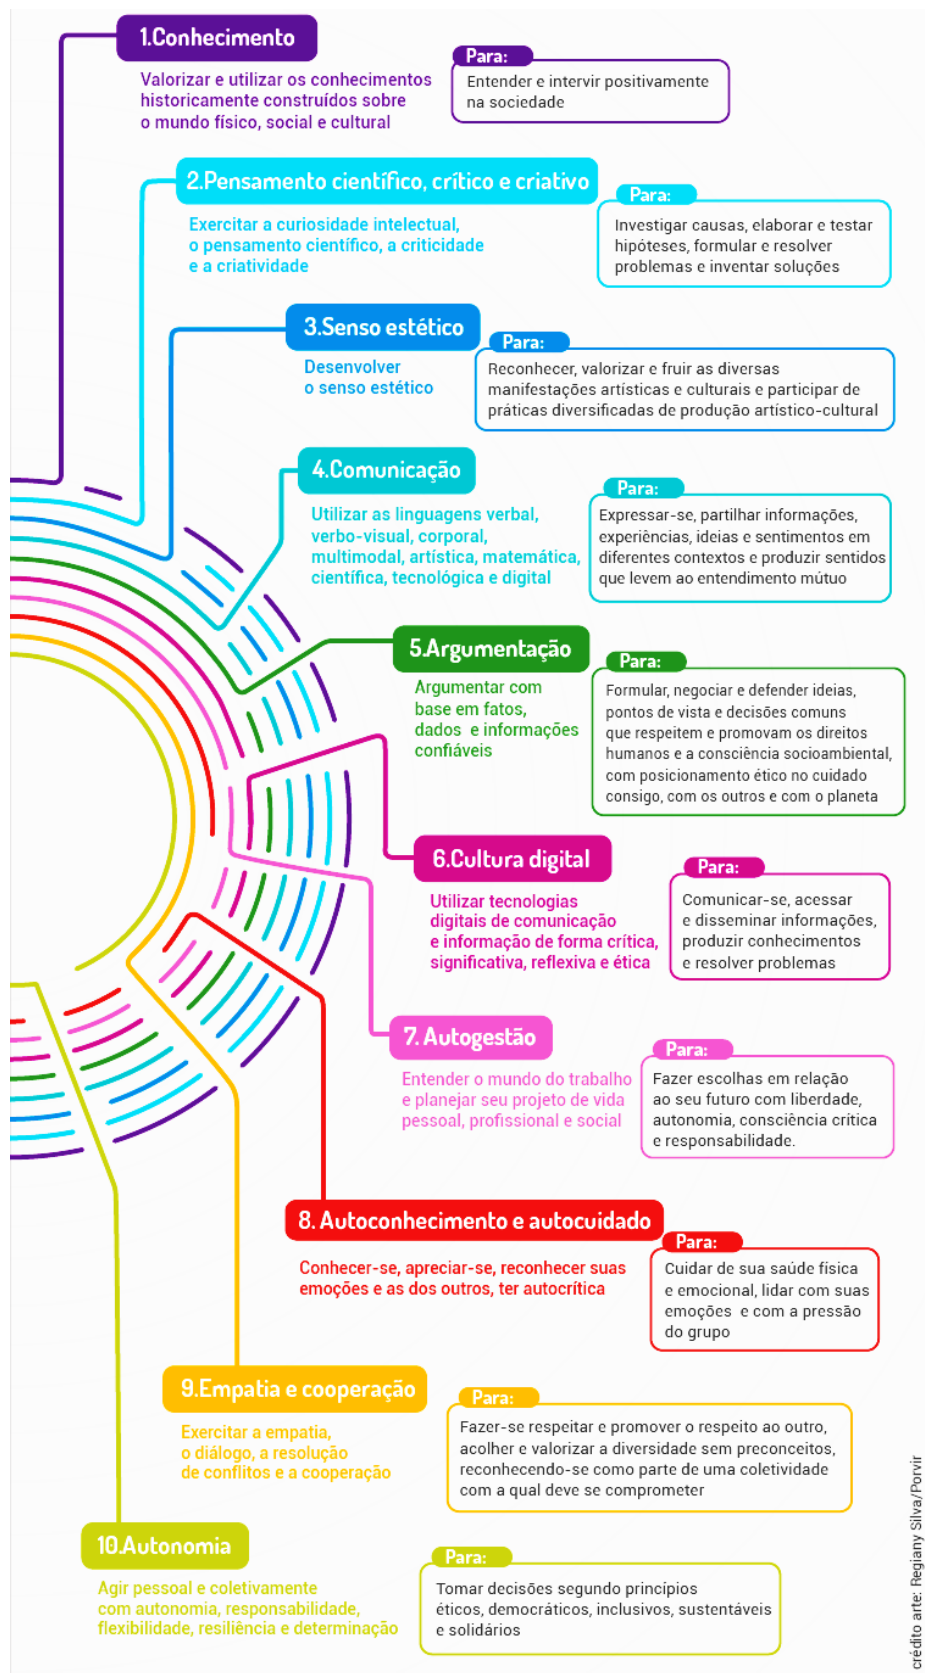 1.Conhecimento
Valorizar e utilizar os conhecimentos
historicamente construídos sobre
o mundo físico, social e cultural
Para:
Entender e intervir positivamente
na sociedade
2.Pensamento científico, crítico e criativo
Exercitar a curiosidade intelectual,
o pensamento científico, a criticidade
e a criatividade
Para:
Investigar causas, elaborar e testar
hipóteses, formular e resolver
problemas e inventar soluções
3.Senso estético
Desenvolver
o senso estético
Para:
Reconhecer, valorizar e fruir as diversas
manifestações artísticas e culturais e participar de
práticas diversificadas de produção artístico-cultural
4.Comunicação
Utilizar as linguagens verbal,
verbo-visual, corporal,
multimodal, artística, matemática,
científica, tecnológica e digital
Para:
Expressar-se, partilhar informações,
experiências, ideias e sentimentos em
diferentes contextos e produzir sentidos
que levem ao entendimento mútuo
5.Argumentação
Argumentar com
base em fatos,
dados e informações
confiáveis
Para:
Formular, negociar e defender ideias,
pontos de vista e decisões comuns
que respeitem e promovam os direitos
humanos e a consciência socioambiental,
com posicionamento ético no cuidado
consigo, com os outros e com o planeta
6.Cultura digital
Utilizar tecnologias
digitais de comunicação
e informação de forma crítica,
significativa, reflexiva e ética
Para:
Comunicar-se, acessar
e disseminar informações,
produzir conhecimentos
e resolver problemas
7. Autogestão
Entender o mundo do trabalho
e planejar seu projeto de vida
pessoal, profissional e social
Para:
Fazer escolhas em relação
ao seu futuro com liberdade,
autonomia, consciência crítica
e responsabilidade.
8. Autoconhecimento e autocuidado
Conhecer-se, apreciar-se, reconhecer suas
emoções e as dos outros, ter autocrítica
Para:
Cuidar de sua saúde física
e emocional, lidar com suas
emoções e com a pressão
do grupo
9.Empatia e cooperação
Exercitar a empatia,
o diálogo, a resolução
de conflitos e a cooperação
Para:
Fazer-se respeitar e promover o respeito ao outro,
acolher e valorizar a diversidade sem preconceitos,
reconhecendo-se como parte de uma coletividade
com a qual deve se comprometer
10.Autonomia
Agir pessoal e coletivamente
com autonomia, responsabilidade,
flexibilidade, resiliência e determinação
Para:
Tomar decisões segundo princípios
éticos, democráticos, inclusivos, sustentáveis
e solidários
crédito arte: Regiany Silva/Porvir